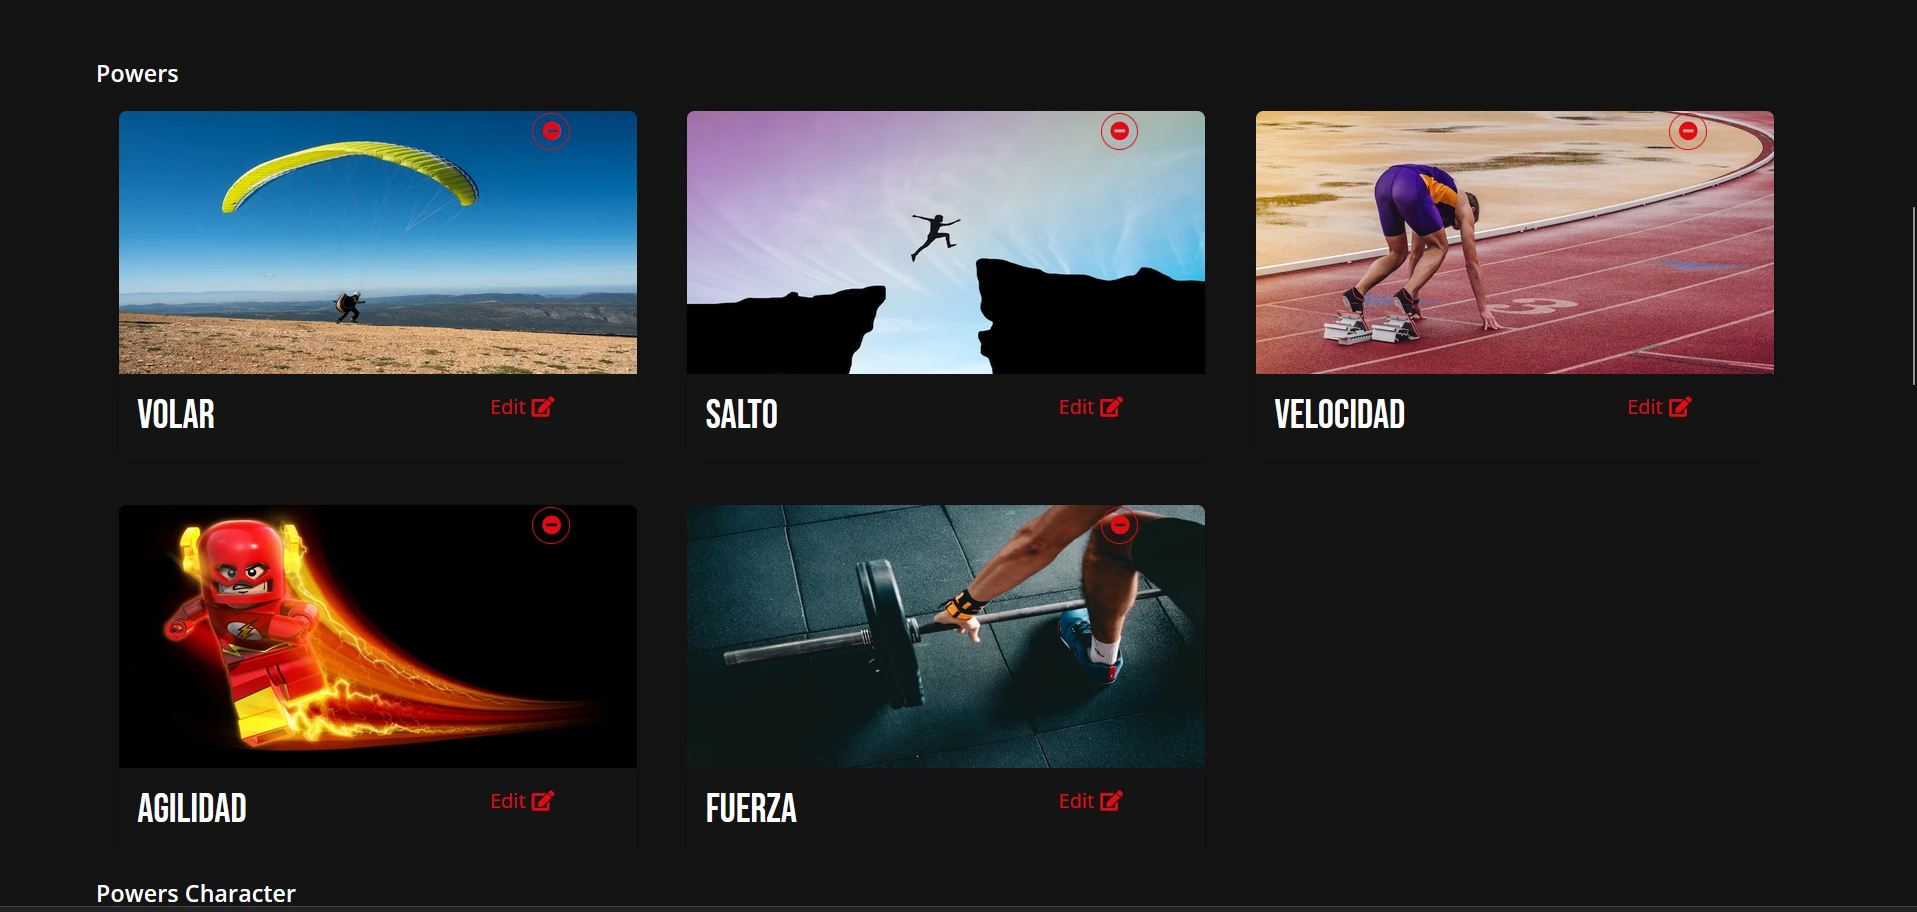 Powers
VOLAR
Edit
SALTO
Edit
VELOCIDAD
Edit
AGILIDAD
Edit
FUERZA
Edit
Powers Character